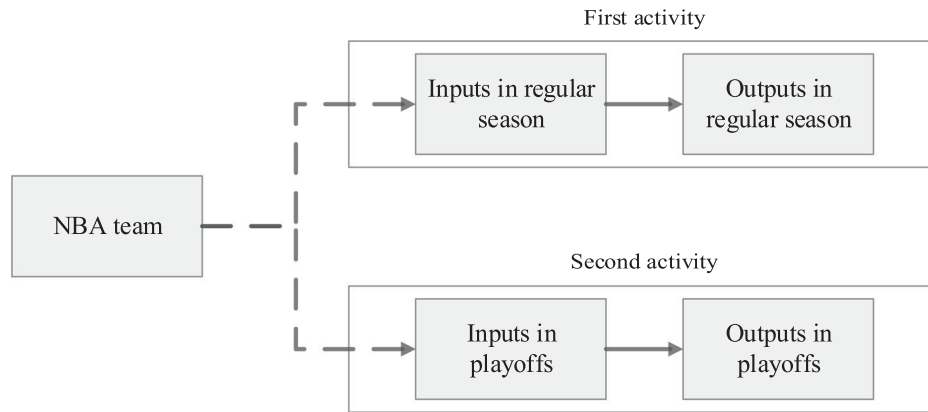 First activity
Inputs in regular
season
Outputs in
regular season
NBA team
Second activity
Inputs in
playoffs
Outputs in
playoffs